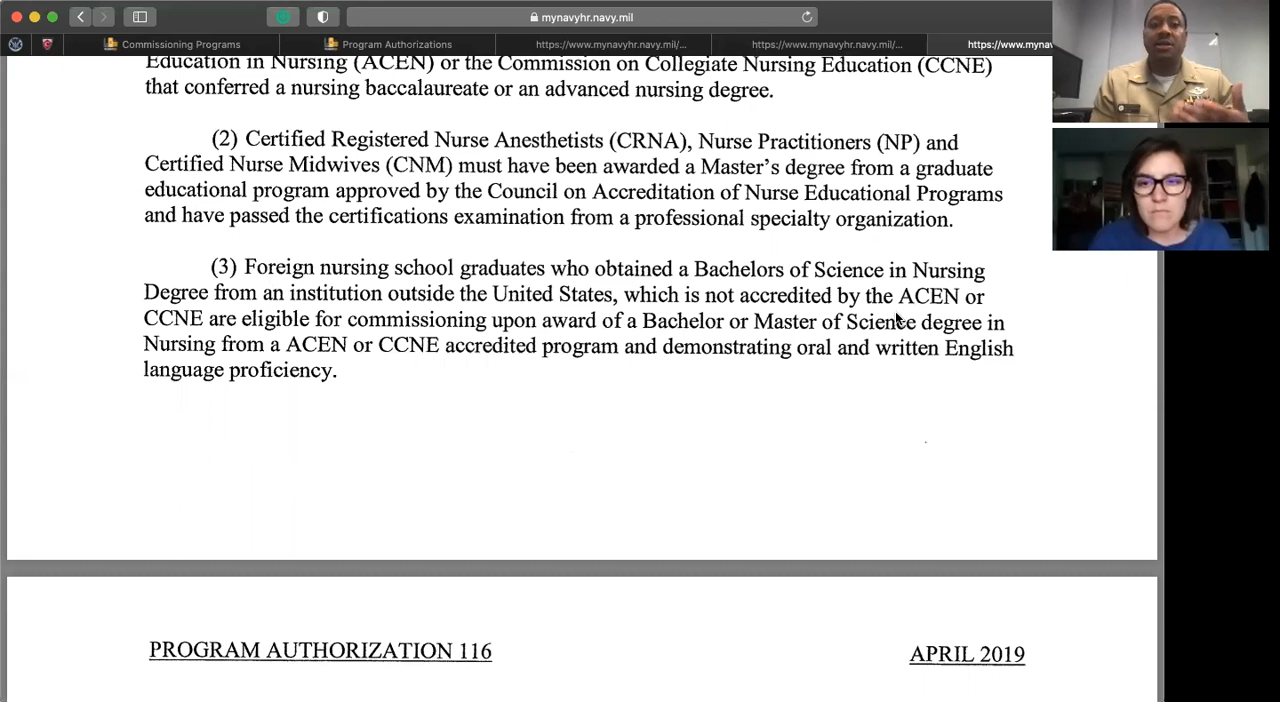 mynavyhr.navy.mil
Commissioning Programs
Program Authorizations
https://www.mynavyhr.navy.mil/...
https://www.mynavyhr.navy.mil/...
https://www.myna
Education in Nursing (ACEN) or the Commission on Collegiate Nursing Education (CCNE)
that conferred a nursing baccalaureate or an advanced nursing degree.
(2) Certified Registered Nurse Anesthetists (CRNA), Nurse Practitioners (NP) and
Certified Nurse Midwives (CNM) must have been awarded a Master's degree from a graduate
educational program approved by the Council on Accreditation of Nurse Educational Programs
and have passed the certifications examination from a professional specialty organization.
(3) Foreign nursing school graduates who obtained a Bachelors of Science in Nursing
Degree from an institution outside the United States, which is not accredited by the ACEN or
CCNE are eligible for commissioning upon award of a Bachelor or Master of Science degree in
Nursing from a ACEN or CCNE accredited program and demonstrating oral and written English
language proficiency.
PROGRAM AUTHORIZATION 116
APRIL 2019